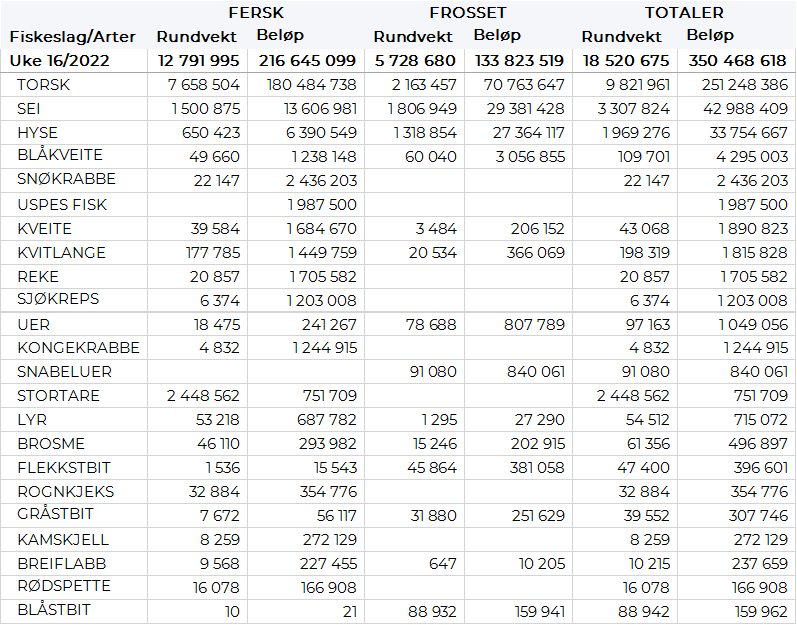 FERSK FROSSET TOTALER
Fiskeslag/Arter Rundvekt Beløp Rundvekt Beløp Rundvekt Beløp
Uke 16/2022 12 791 995 216 645 099 5 728 680 133 823 519 18 520 675 350 468 618
TORSK 7 658 504 180 484 738 2 163 457 70 763 647 9 821 961 251 248 386
SEI 1 500 875 13 606 981 1 806 949 29 381 428 3 307 824 42 988 409
HYSE 650 423 6 390 549 1 318 854 27 364 117 1 969 276 33 754 667
BLÅKVEITE 49 660 1 238 148 60 040 3 056 855 109 701 4 295 003
SNØKRABBE 22 147 2 436 203 22 147 2 436 203
USPES FISK 1 987 500 1 987 500
KVEITE 39 584 1 684 670 3 484 206 152 43 068 1 890 823
KVITLANGE 177 785 1 449 759 20 534 366 069 198 319 1 815 828
REKE 20 857 1 705 582 20 857 1 705 582
SJØKREPS 6 374 1 203 008 6 374 1 203 008
UER 18 475 241 267 78 688 807 789 97 163 1 049 056
KONGEKRABBE 4 832 1 244 915 4 832 1 244 915
SNABELUER 91 080 840 061 91 080 840 061
STORTARE 2 448 562 751 709 2 448 562 751 709
LYR 53 218 687 782 1 295 27 290 54 512 715 072
BROSME 46 110 293 982 15 246 202 915 61 356 496 897
FLEKKSTBIT 1 536 15 543 45 864 381 058 47 400 396 601
ROGNKJEKS 32 884 354 776 32 884 354 776
GRÅSTBIT 7 672 56 117 31 880 251 629 39 552 307 746
KAMSKJELL 8 259 272 129 8 259 272 129
BREIFLABB 9 568 227 455 647 10 205 10 215 237 659
RØDSPETTE 16 078 166 908 16 078 166 908
BLÅSTBIT 10 21 88 932 159 941 88 942 159 962